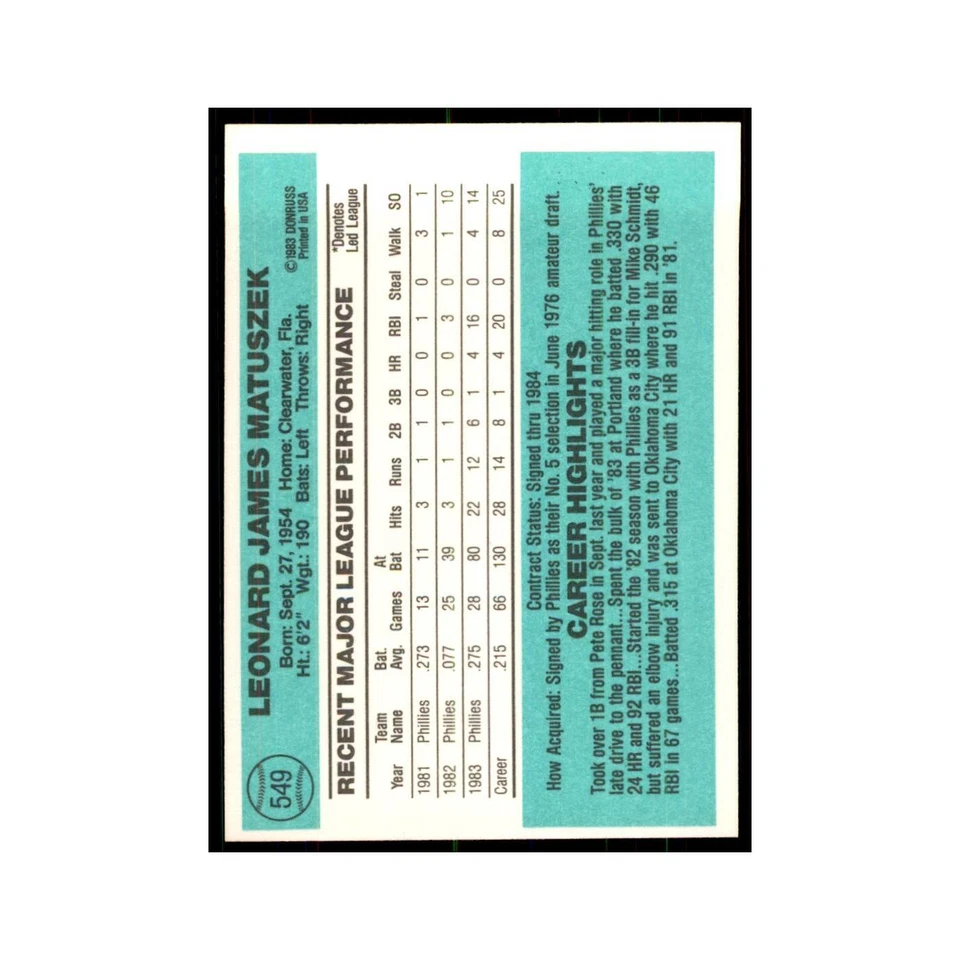 549
LEONARD JAMES MATUSZEK
Born: Sept. 27, 1954 Home: Clearwater, Fla.
Ht.: 6'2" Wgt.: 190 Bats: Left Throws: Right
©1983 DONRUSS
Printed in USA
RECENT MAJOR LEAGUE PERFORMANCE
*Denotes
Led League
Year Team Name Bat. Avg. Games At Bat Hits Runs 2B 3B HR RBI Steal Walk SO
1981 Phillies .273 13 11 3 1 1 0 0 1 0 3 1
1982 Phillies .077 25 39 3 1 1 0 0 3 0 1 10
1983 Phillies .275 28 80 22 12 6 1 4 16 0 4 14
Career .215 66 130 28 14 8 1 4 20 0 8 25
Contract Status: Signed thru 1984
How Acquired: Signed by Phillies as their No. 5 selection in June 1976 amateur draft.
CAREER HIGHLIGHTS
Took over 1B from Pete Rose in Sept. last year and played a major hitting role in Phillies'
late drive to the pennant...Spent the bulk of '83 at Portland where he batted .330 with
24 HR and 92 RBI...Started the '82 season with Phillies as a 3B fill-in for Mike Schmidt,
but suffered an elbow injury and was sent to Oklahoma City where he hit .290 with 46
RBI in 67 games...Batted .315 at Oklahoma City with 21 HR and 91 RBI in '81.